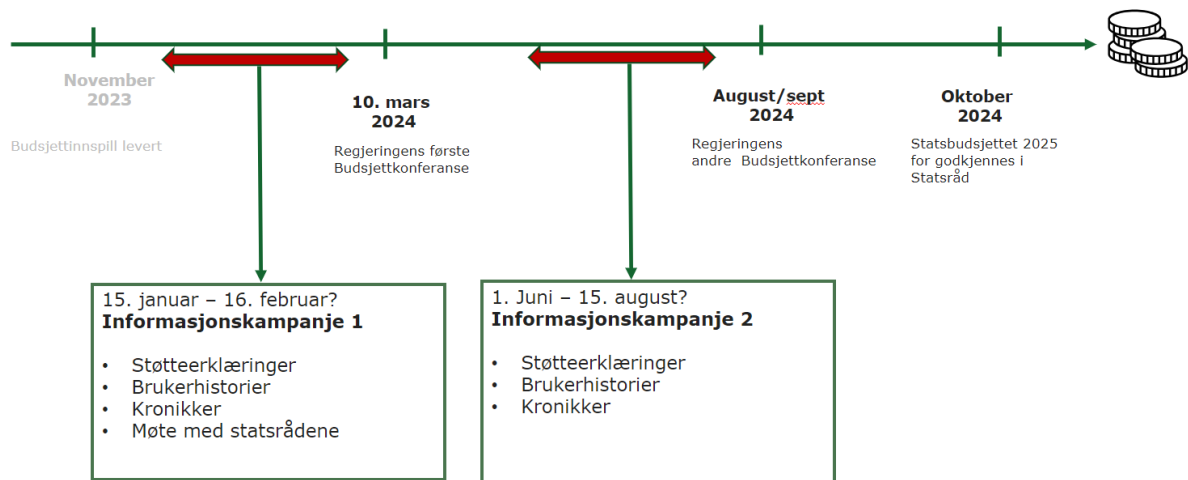 November
2023
Budsjettinnspill levert
10. mars
2024
Regjeringens første
Budsjettkonferanse
August/sept
2024
Regjeringens
andre  Budsjettkonferanse
Oktober
2024
Statsbudsjettet 2025
for godkjennes i
Statsråd
15. januar – 16. februar?
Informasjonskampanje 1
• Støtteerklæringer
• Brukerhistorier
• Kronikker
• Møte med statsrådene
1. Juni – 15. august?
Informasjonskampanje 2
• Støtteerklæringer
• Brukerhistorier
• Kronikker